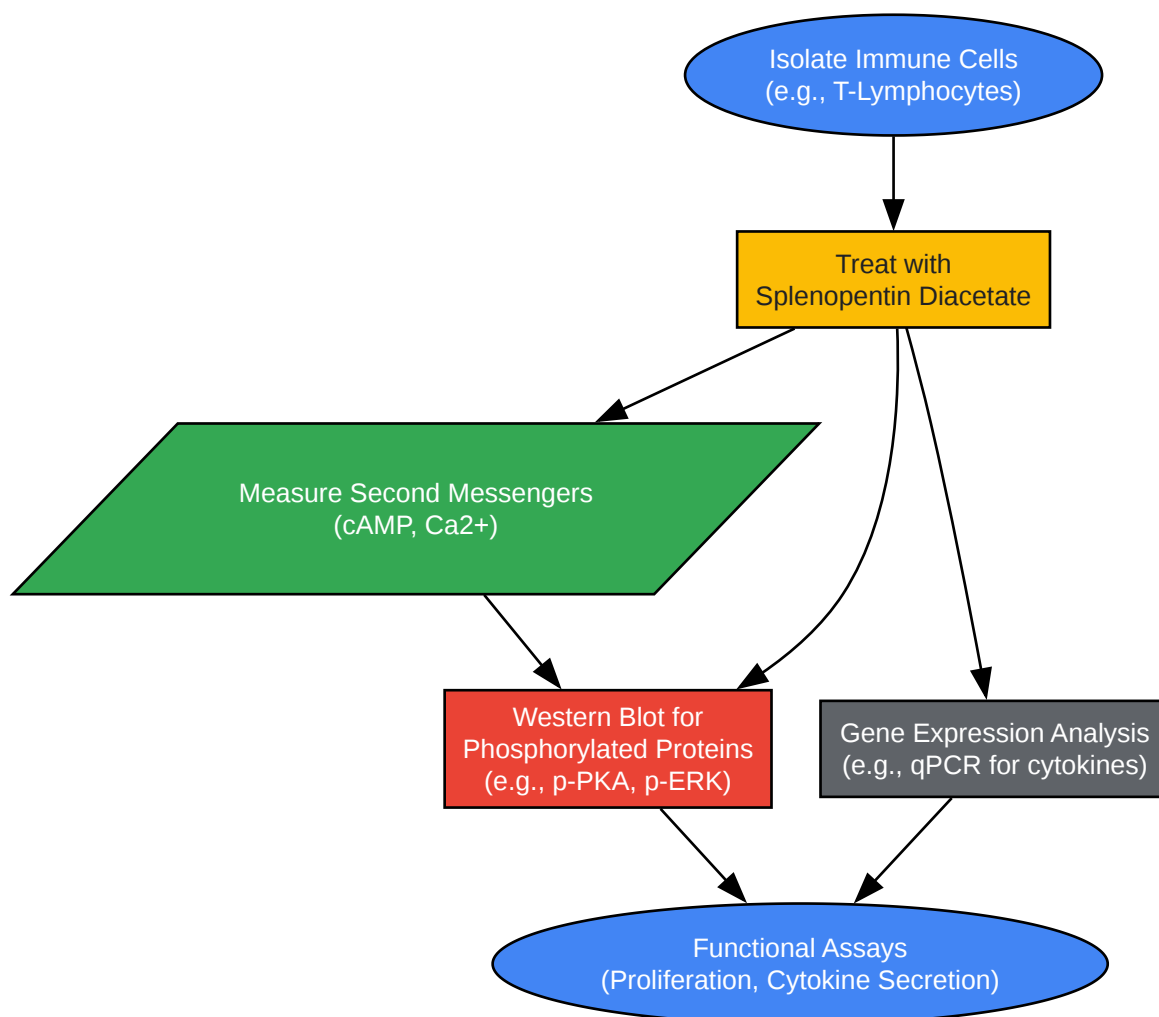 Isolate Immune Cells
(e.g., T-Lymphocytes)
Treat with
Splenopentin Diacetate
Measure Second Messengers
(cAMP, Ca2+)
Western Blot for
Phosphorylated Proteins
(e.g., p-PKA, p-ERK)
Gene Expression Analysis
(e.g., qPCR for cytokines)
Functional Assays
(Proliferation, Cytokine Secretion)